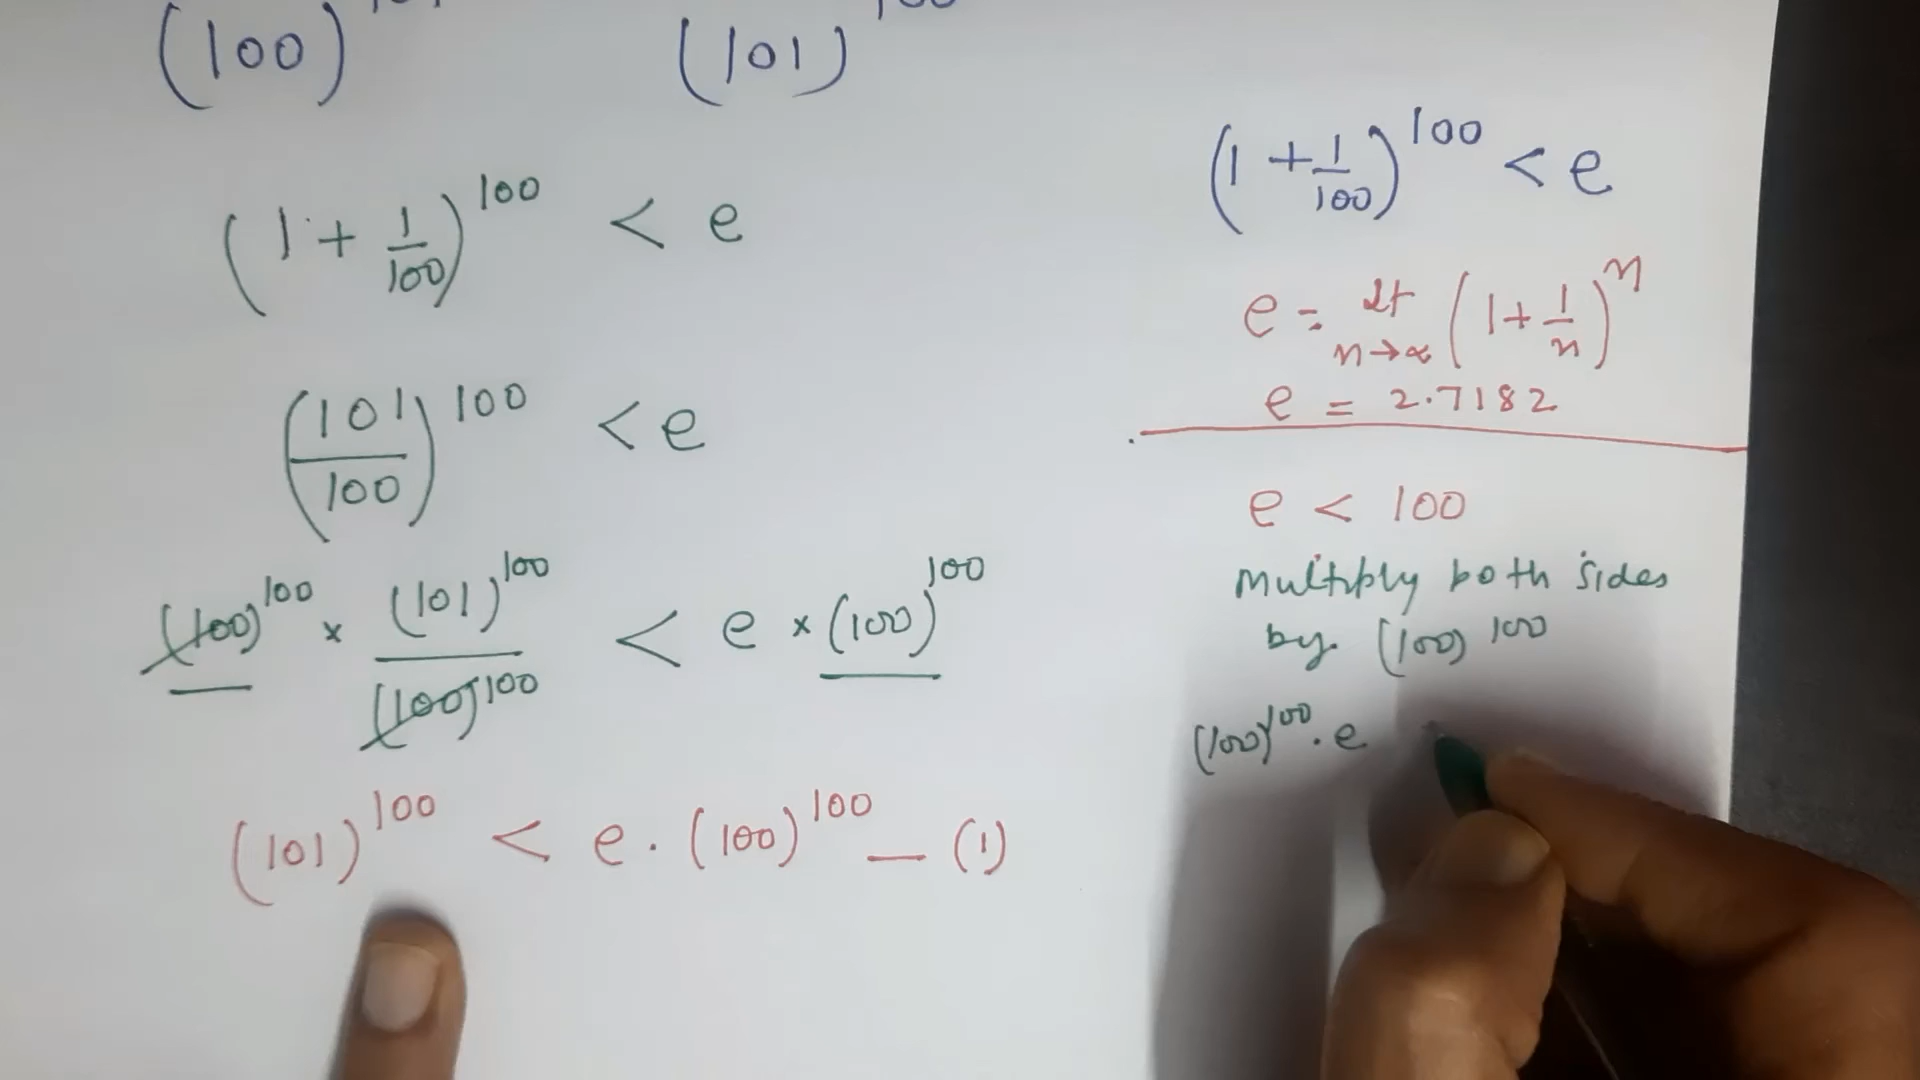 (100)
(101)
(1 + 1/100)^100 < e
(101/100)^100 < e
(100)^100 × (101)^100/(100)^100 < e × (100)^100
(101)^100 < e . (100)^100 — (1)
(1 + 1/100)^100 < e
e = Lt n→∞ (1 + 1/n)^n
e = 2.7182
e < 100
Multiply both sides
by (100)^100
(100)^100 . e